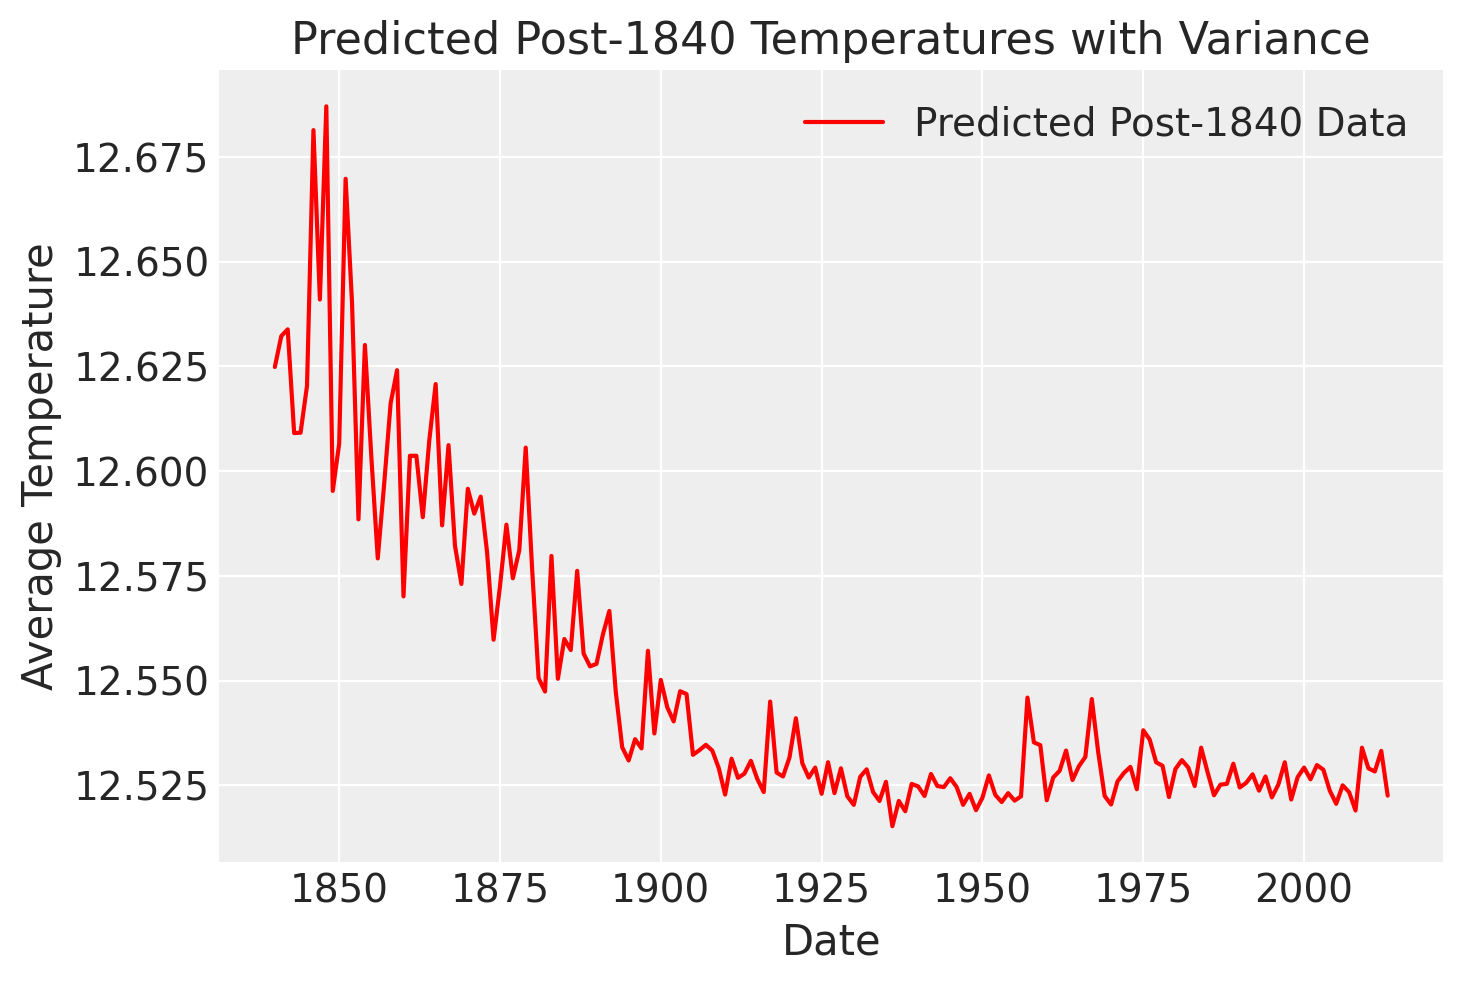 Predicted Post-1840 Temperatures with Variance
Predicted Post-1840 Data
Average Temperature
12.675
12.650
12.625
12.600
12.575
12.550
12.525
1850 1875 1900 1925 1950 1975 2000
Date